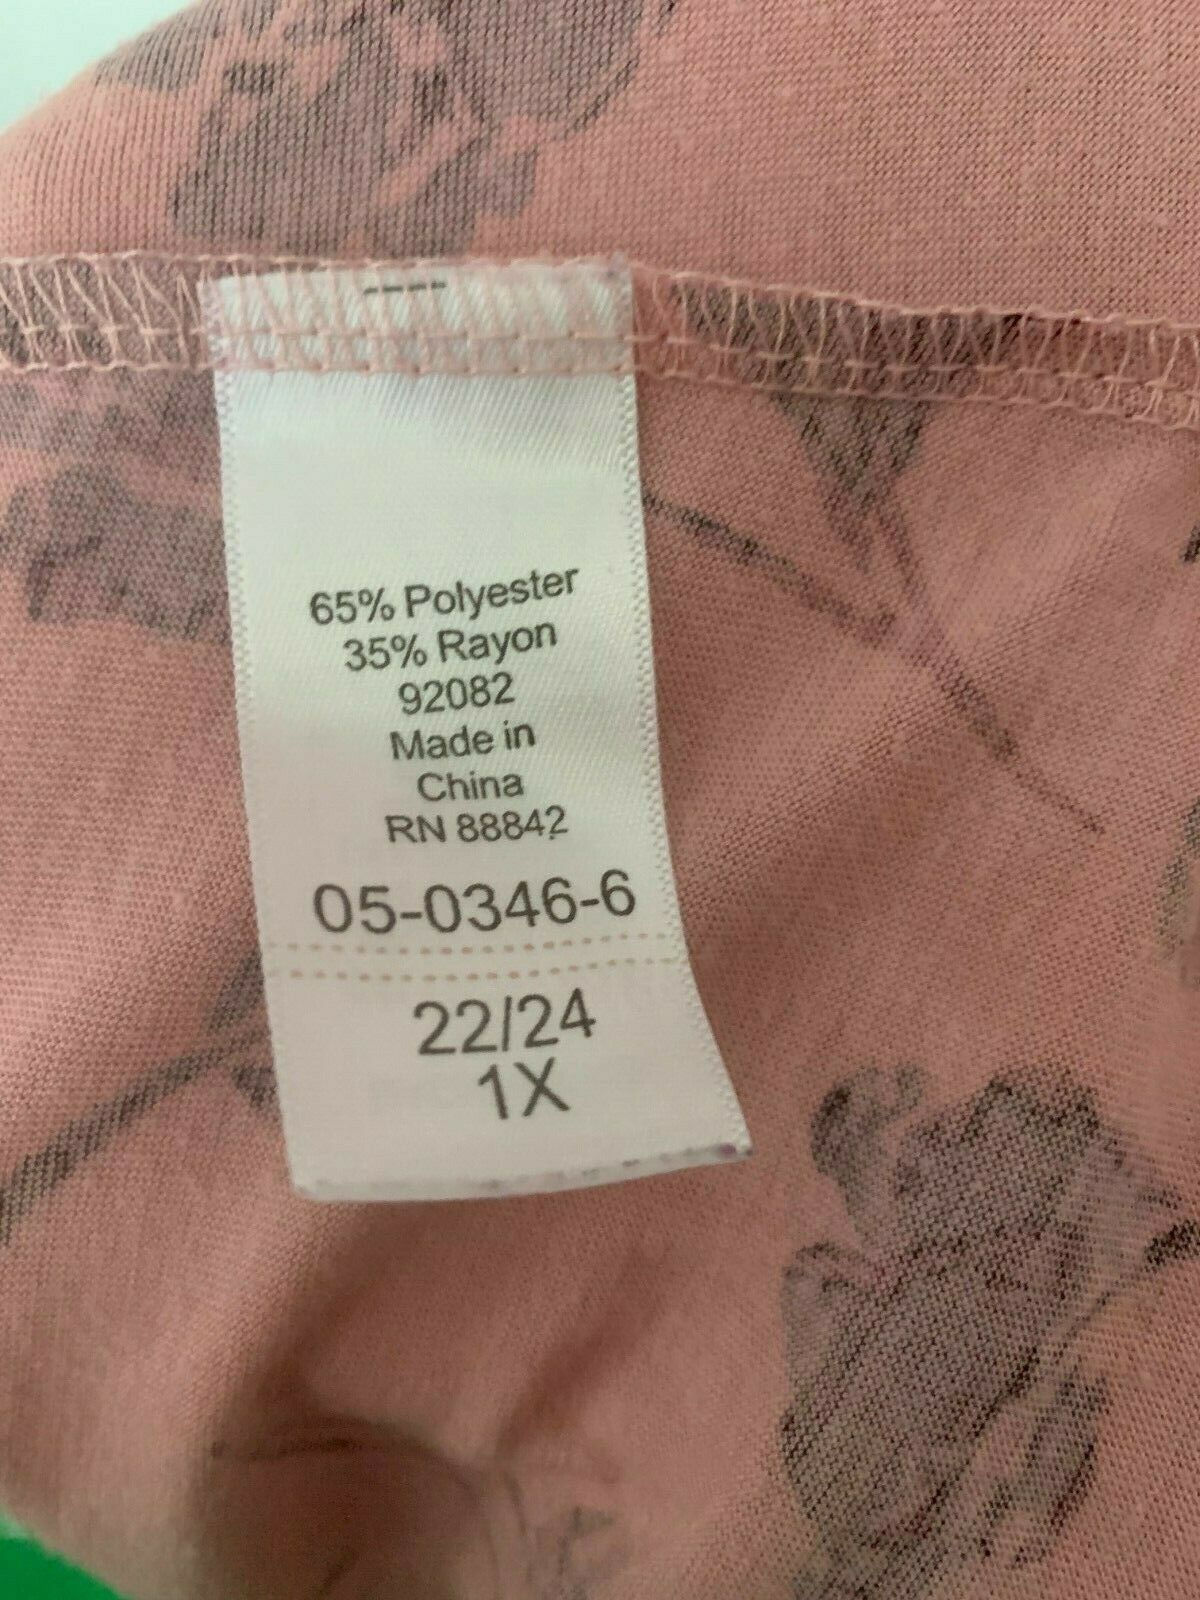 65% Polyester
35% Rayon
92082
Made in
China
RN 88842
05-0346-6
22/24
1X